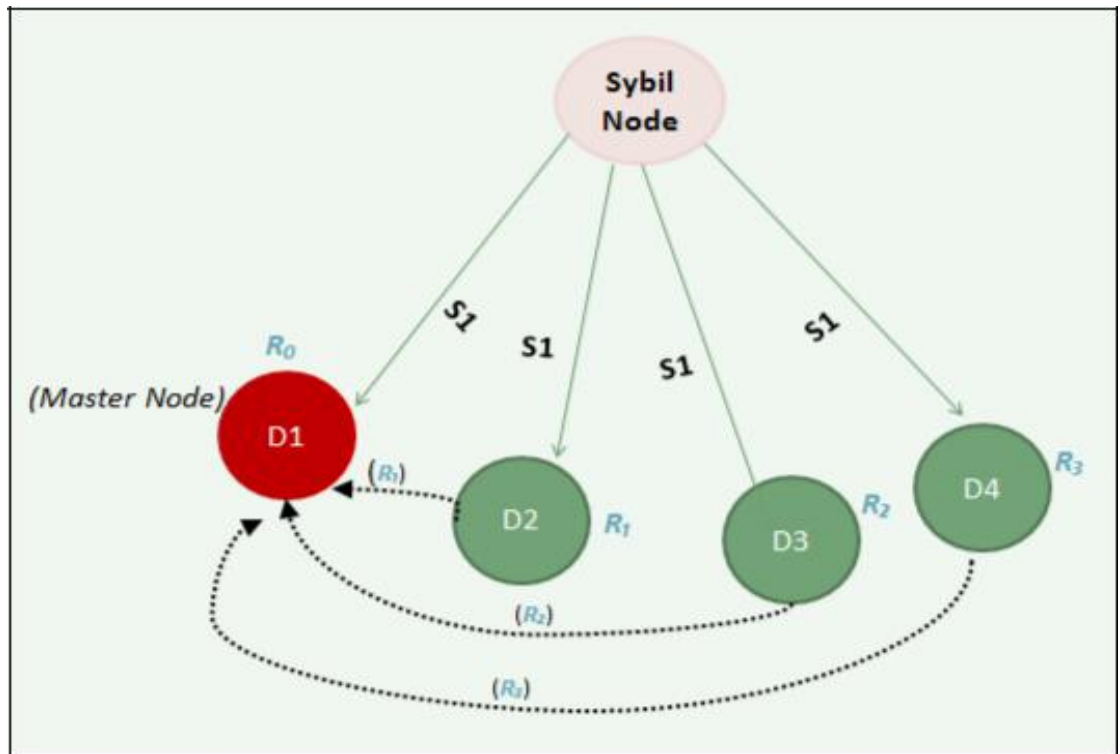 Sybil
Node
S1
S1
S1
S1
R₀
(Master Node)
D1
(R₁)
D2
R₁
D3
R₂
D4
R₃
(R₂)
(R₃)